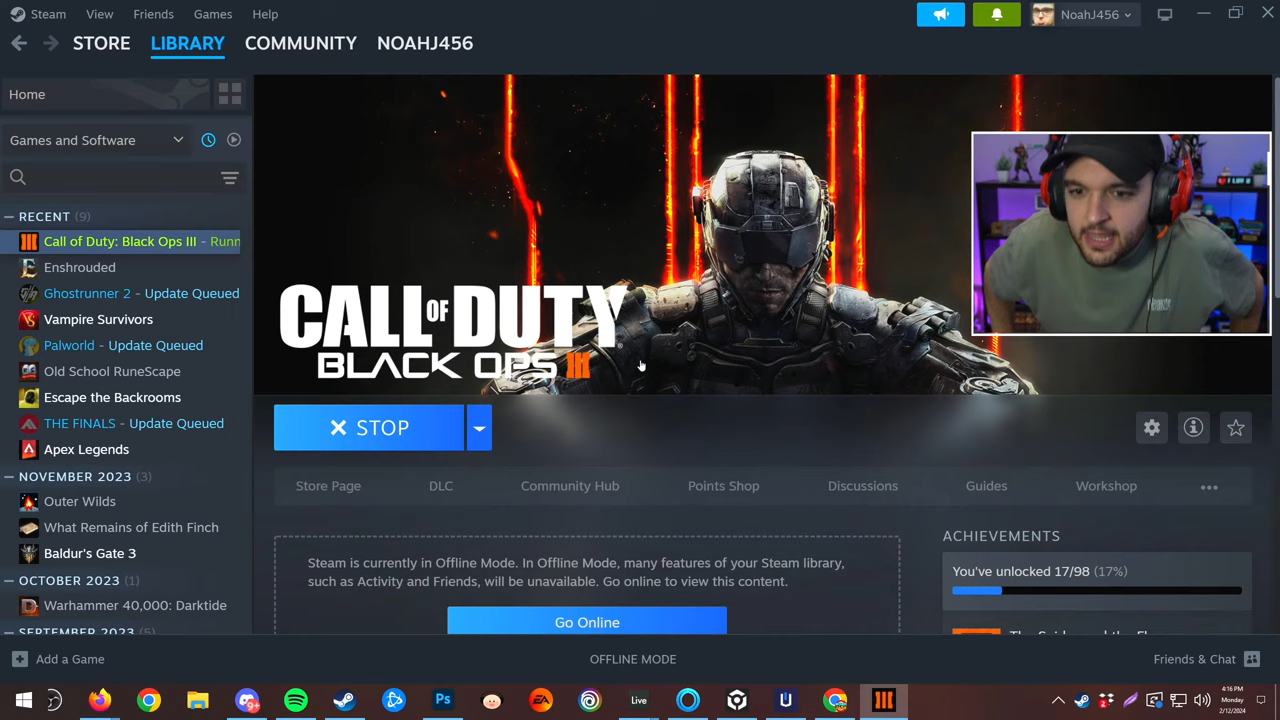 Steam View Friends Games Help
NoahJ456
STORE LIBRARY COMMUNITY NOAHJ456
Home
Games and Software
RECENT (9)
Call of Duty: Black Ops III - Runn
Enshrouded
Ghostrunner 2 - Update Queued
Vampire Survivors
Palworld - Update Queued
Old School RuneScape
Escape the Backrooms
THE FINALS - Update Queued
Apex Legends
NOVEMBER 2023 (3)
Outer Wilds
What Remains of Edith Finch
Baldur's Gate 3
OCTOBER 2023 (1)
Warhammer 40,000: Darktide
SEPTEMBER 2023 (5)
CALL OF DUTY
BLACK OPS III
STOP
Store Page DLC Community Hub Points Shop Discussions Guides Workshop
Steam is currently in Offline Mode. In Offline Mode, many features of your Steam library,
such as Activity and Friends, will be unavailable. Go online to view this content.
Go Online
ACHIEVEMENTS
You've unlocked 17/98 (17%)
Add a Game
OFFLINE MODE
Friends & Chat
Ps
EA
Live
U
4:16 PM
Monday
2/12/2024